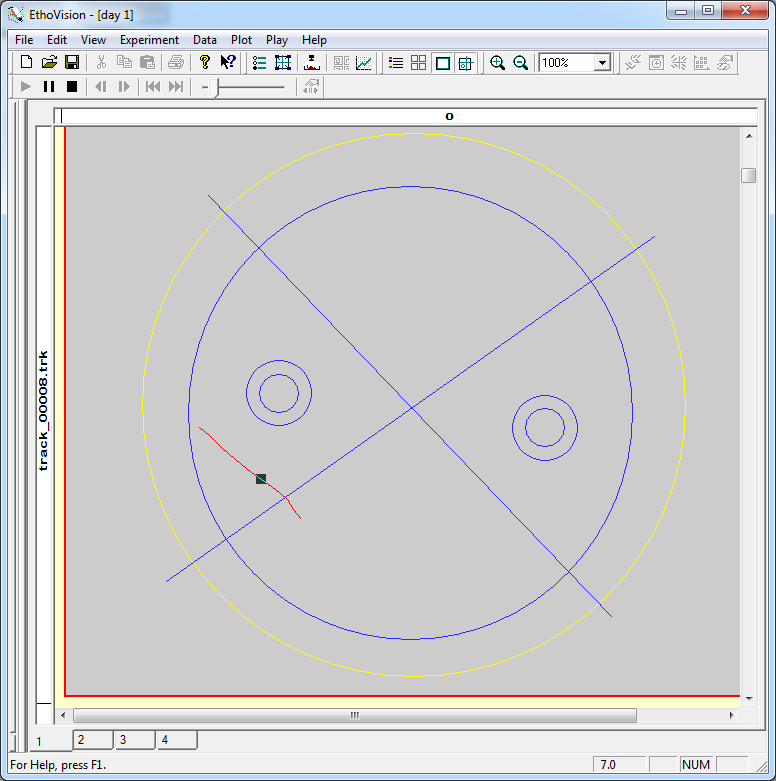 EthoVision - [day 1]
File Edit View Experiment Data Plot Play Help
100%
o
track_00008.trk
1 2 3 4
For Help, press F1. 7.0 NUM